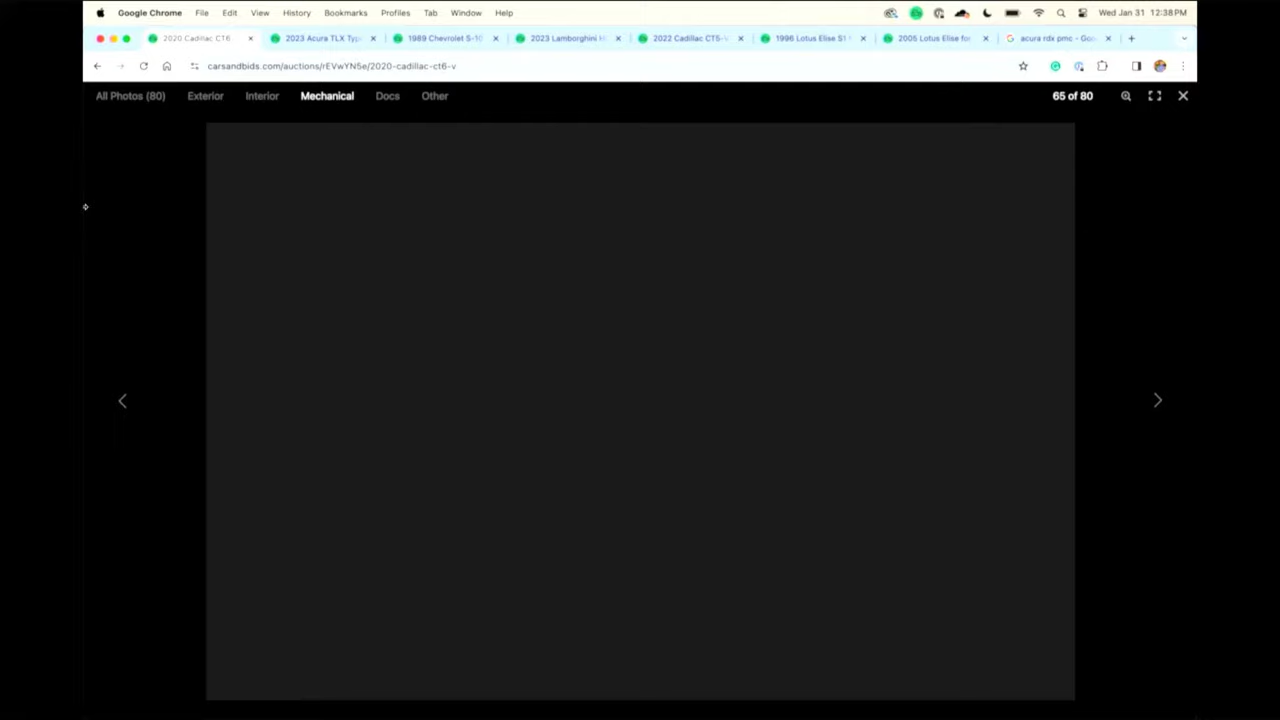 Google Chrome File Edit View History Bookmarks Profiles Tab Window Help Wed Jan 31 12:38 PM
2020 Cadillac CT6 2023 Acura TLX Typ 1989 Chevrolet S-10 2023 Lamborghini 2022 Cadillac CT5- 1996 Lotus Elise S1 2005 Lotus Elise for acura rdx pmc - Goo
carsandbids.com/auctions/rEVwYN5e/2020-cadillac-ct6-v
All Photos (80) Exterior Interior Mechanical Docs Other 65 of 80